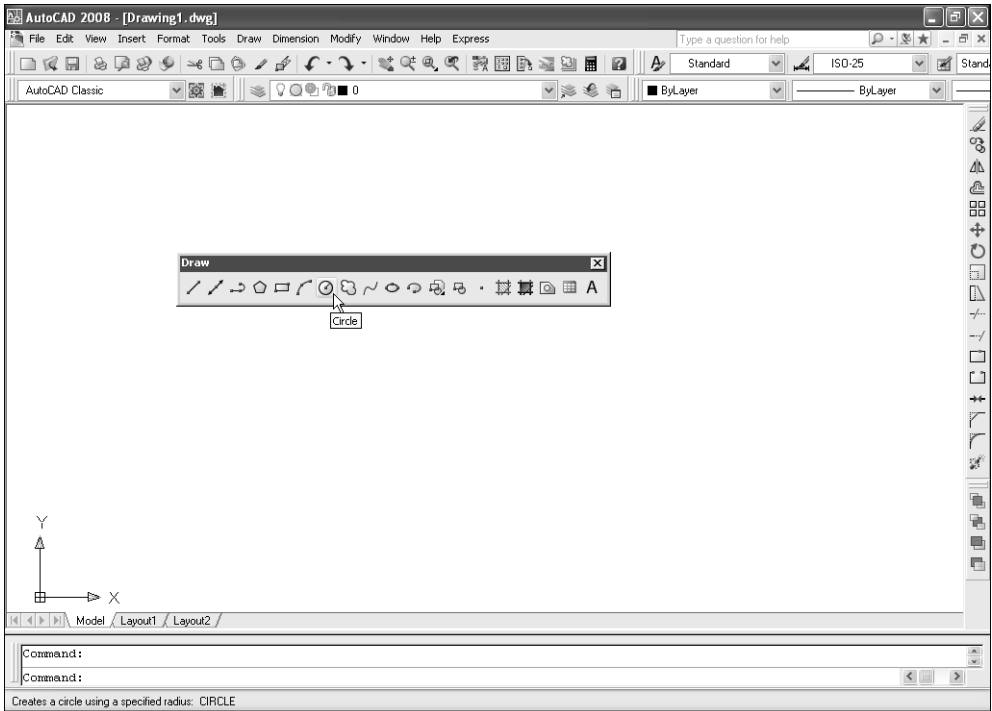 AutoCAD 2008 - [Drawing1.dwg]
File Edit View Insert Format Tools Draw Dimension Modify Window Help Express
Type a question for help
Standard
ISO-25
Stand
AutoCAD Classic
0
ByLayer
ByLayer
Draw
A
Circle
Y
X
Model Layout1 Layout2
Command:
Command:
Creates a circle using a specified radius: CIRCLE